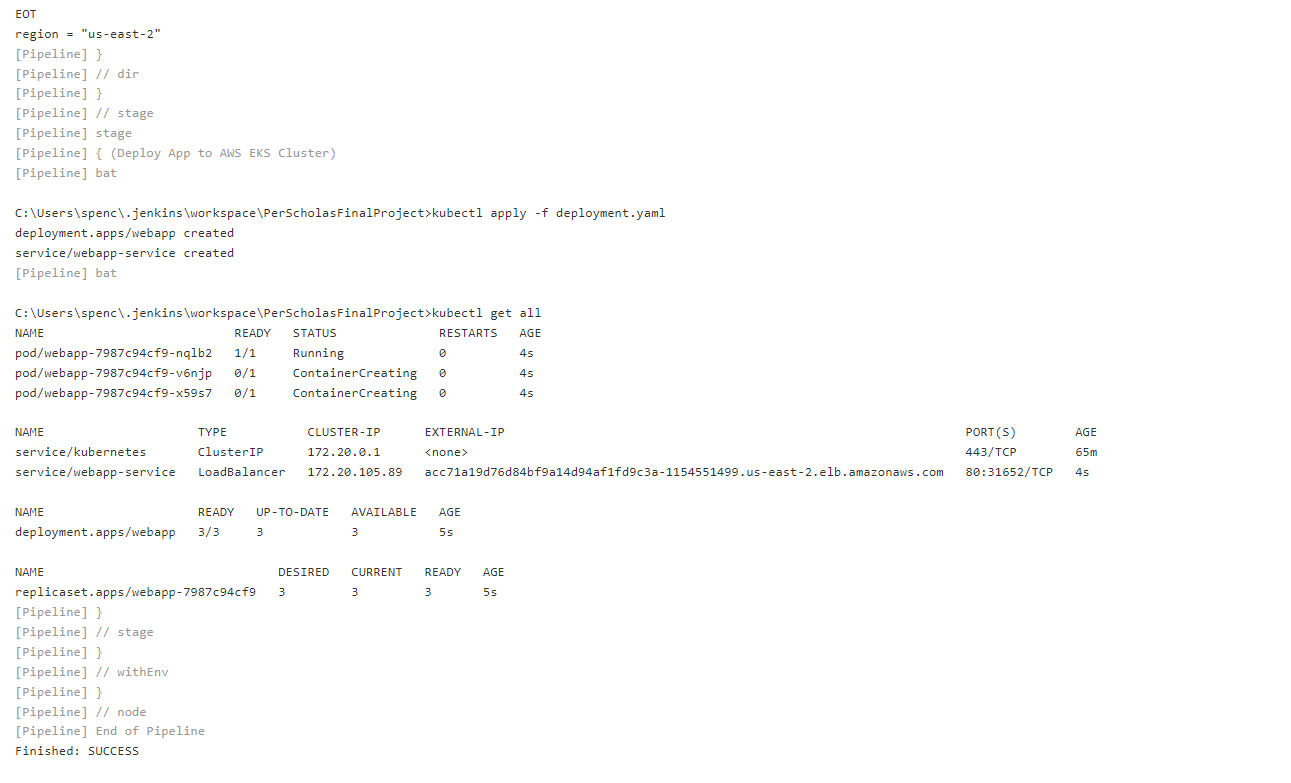 EOT
region = "us-east-2"
[Pipeline] }
[Pipeline] // dir
[Pipeline] }
[Pipeline] // stage
[Pipeline] stage
[Pipeline] { (Deploy App to AWS EKS Cluster)
[Pipeline] bat
C:\Users\spenc\.jenkins\workspace\PerScholasFinalProject>kubectl apply -f deployment.yaml
deployment.apps/webapp created
service/webapp-service created
[Pipeline] bat
C:\Users\spenc\.jenkins\workspace\PerScholasFinalProject>kubectl get all
NAME READY STATUS RESTARTS AGE
pod/webapp-7987c94cf9-nqlb2 1/1 Running 0 4s
pod/webapp-7987c94cf9-v6njp 0/1 ContainerCreating 0 4s
pod/webapp-7987c94cf9-x59s7 0/1 ContainerCreating 0 4s
NAME TYPE CLUSTER-IP EXTERNAL-IP PORT(S) AGE
service/kubernetes ClusterIP 172.20.0.1 <none> 443/TCP 65m
service/webapp-service LoadBalancer 172.20.105.89 acc71a19d76d84bf9a14d94af1fd9c3a-1154551499.us-east-2.elb.amazonaws.com 80:31652/TCP 4s
NAME READY UP-TO-DATE AVAILABLE AGE
deployment.apps/webapp 3/3 3 3 5s
NAME DESIRED CURRENT READY AGE
replicaset.apps/webapp-7987c94cf9 3 3 3 5s
[Pipeline] }
[Pipeline] // stage
[Pipeline] }
[Pipeline] // withEnv
[Pipeline] }
[Pipeline] // node
[Pipeline] End of Pipeline
Finished: SUCCESS